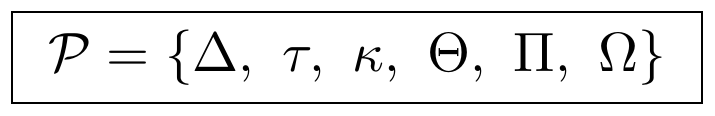 𝒫 = {Δ, τ, κ, Θ, Π, Ω}